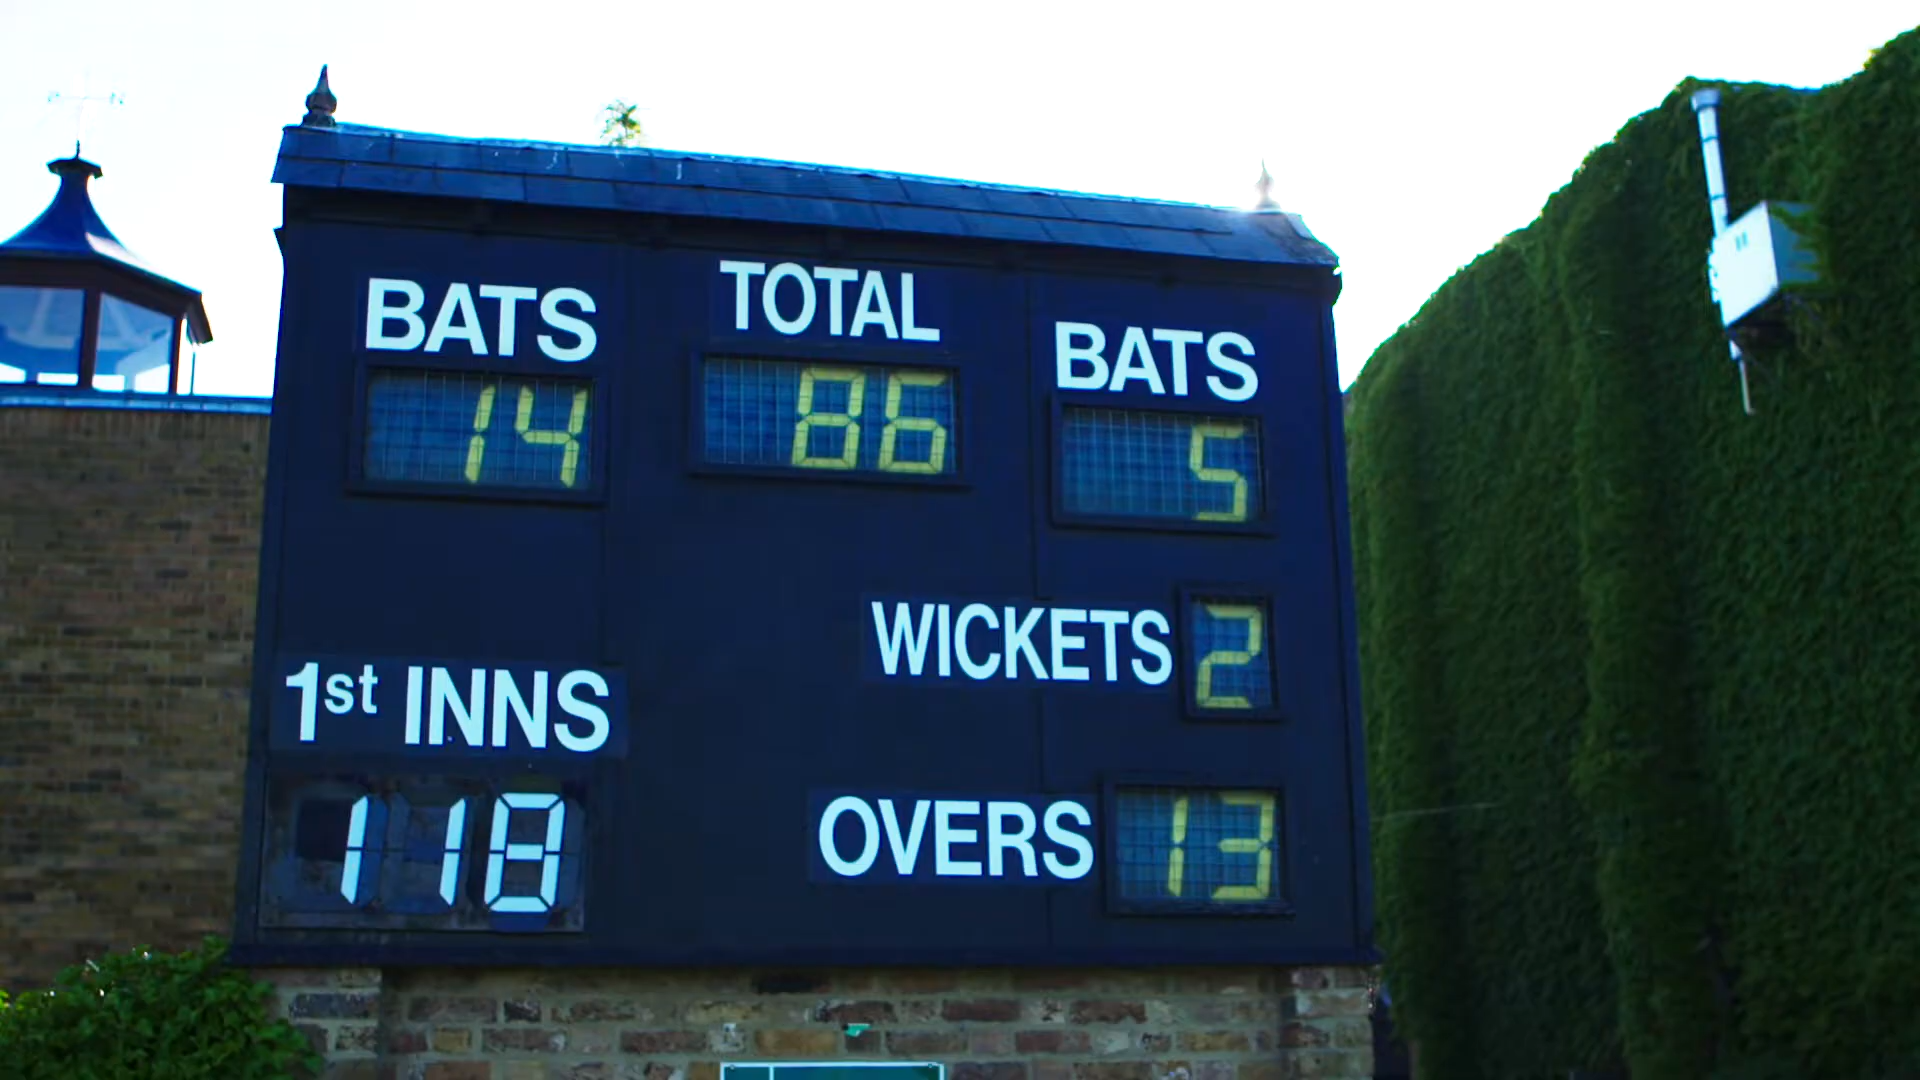 BATS TOTAL BATS
14 86 5
WICKETS 2
1st INNS
118
OVERS 13